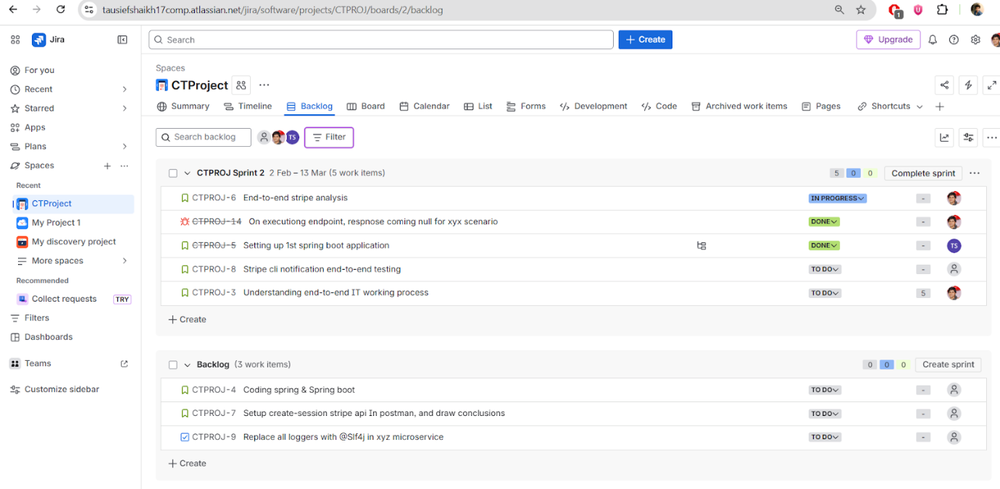 tausiefshaikh17comp.atlassian.net/jira/software/projects/CTPROJ/boards/2/backlog
1
Jira
Search
Create
Upgrade
For you
Recent
Starred
Apps
Plans
Spaces
Recent
CTProject
My Project 1
My discovery project
More spaces
Recommended
Collect requests TRY
Filters
Dashboards
Teams
Customize sidebar
Spaces
CTProject
Summary Timeline Backlog Board Calendar List Forms Development Code Archived work items Pages Shortcuts
Search backlog TS Filter
CTPROJ Sprint 2 2 Feb – 13 Mar (5 work items) 5 0 0 Complete sprint
CTPROJ-6 End-to-end stripe analysis IN PROGRESS -
CTPROJ-14 On executiong endpoint, respnose coming null for xyx scenario DONE -
CTPROJ-5 Setting up 1st spring boot application DONE - TS
CTPROJ-8 Stripe cli notification end-to-end testing TO DO -
CTPROJ-3 Understanding end-to-end IT working process TO DO 5
Create
Backlog (3 work items) 0 0 0 Create sprint
CTPROJ-4 Coding spring & Spring boot TO DO -
CTPROJ-7 Setup create-session stripe api In postman, and draw conclusions TO DO -
CTPROJ-9 Replace all loggers with @Slf4j in xyz microservice TO DO -
Create